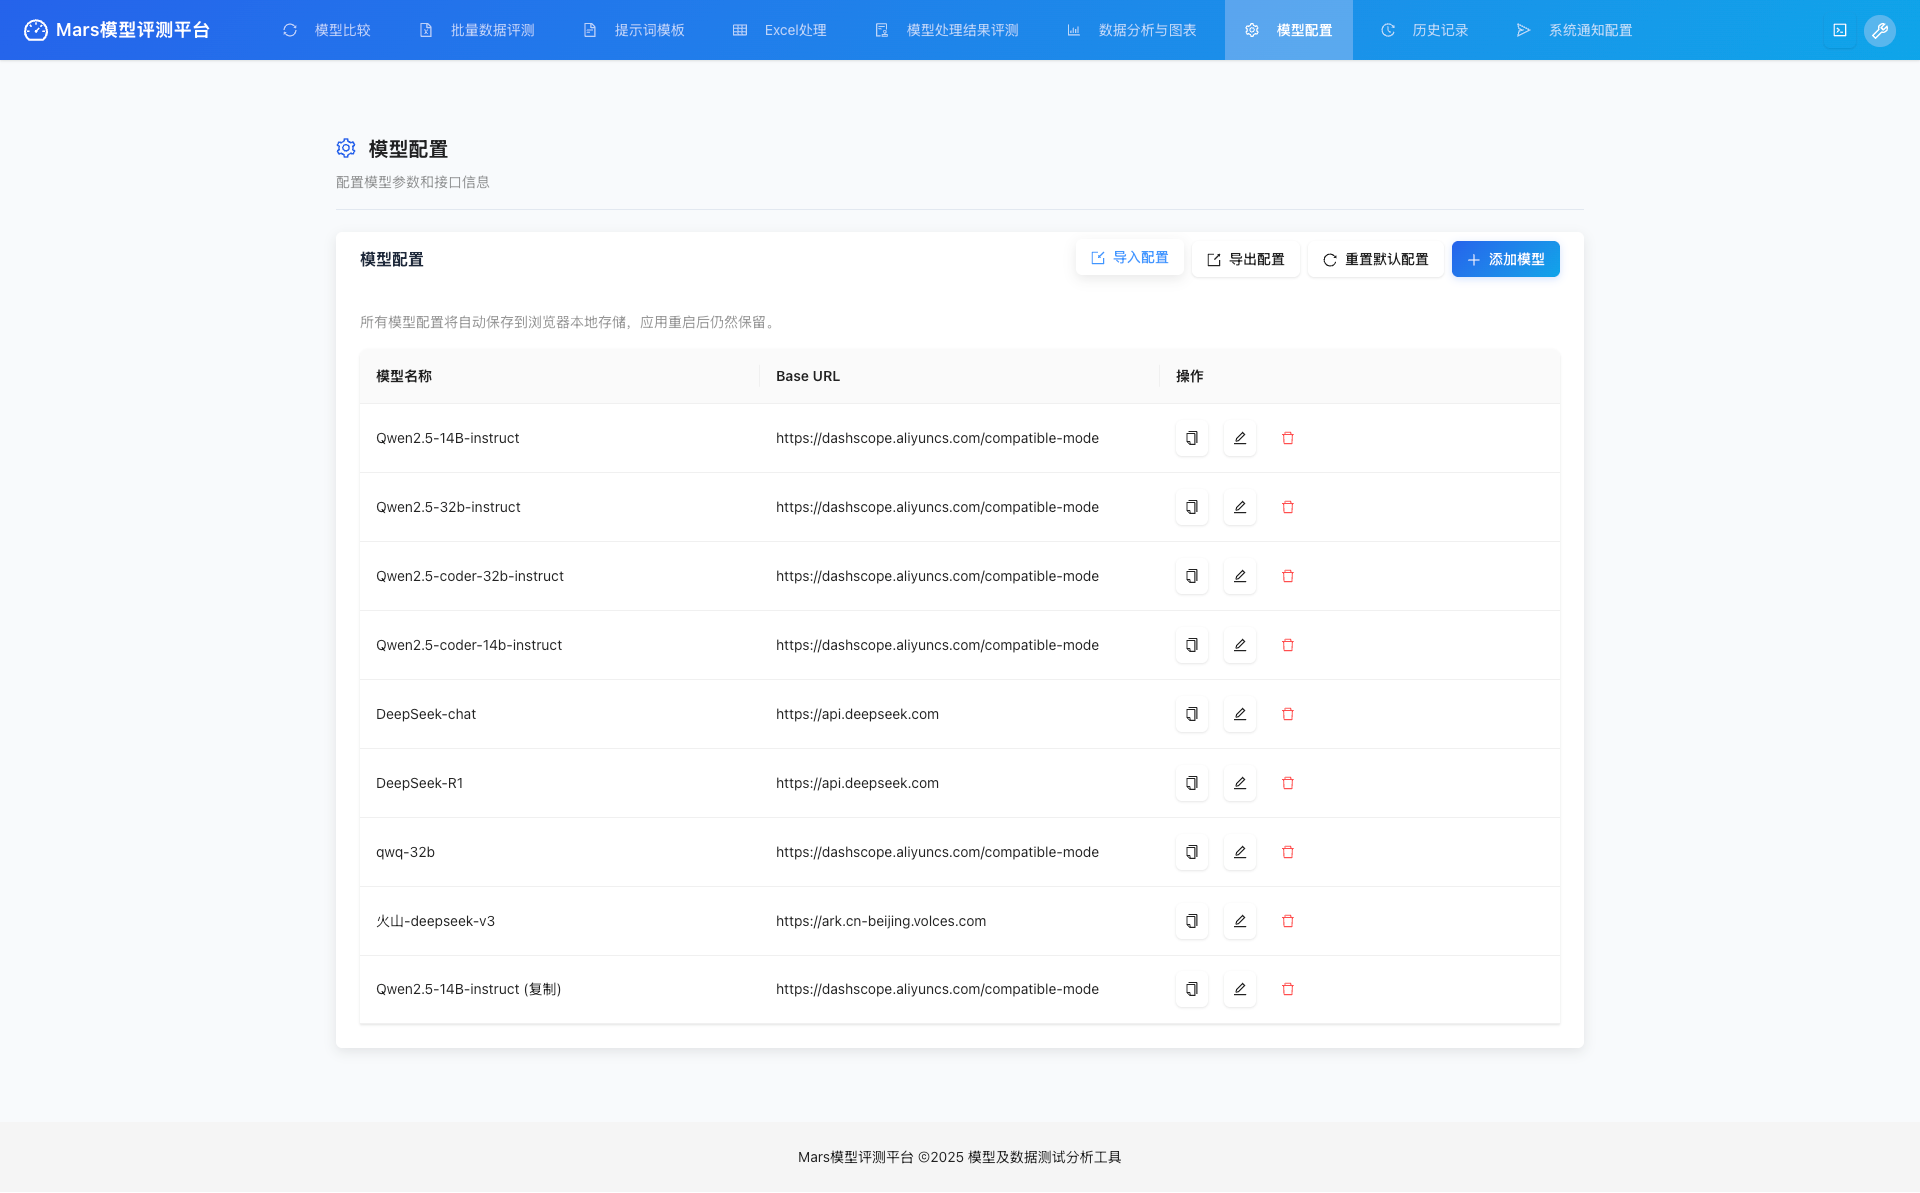 Mars模型评测平台 模型比较 批量数据评测 提示词模板 Excel处理 模型处理结果评测 数据分析与图表 模型配置 历史记录 系统通知配置
模型配置
配置模型参数和接口信息
模型配置 导入配置 导出配置 重置默认配置 添加模型
所有模型配置将自动保存到浏览器本地存储，应用重启后仍然保留。
模型名称 Base URL 操作
Qwen2.5-14B-instruct https://dashscope.aliyuncs.com/compatible-mode
Qwen2.5-32b-instruct https://dashscope.aliyuncs.com/compatible-mode
Qwen2.5-coder-32b-instruct https://dashscope.aliyuncs.com/compatible-mode
Qwen2.5-coder-14b-instruct https://dashscope.aliyuncs.com/compatible-mode
DeepSeek-chat https://api.deepseek.com
DeepSeek-R1 https://api.deepseek.com
qwq-32b https://dashscope.aliyuncs.com/compatible-mode
火山-deepseek-v3 https://ark.cn-beijing.volces.com
Qwen2.5-14B-instruct (复制) https://dashscope.aliyuncs.com/compatible-mode
Mars模型评测平台 ©2025 模型及数据测试分析工具